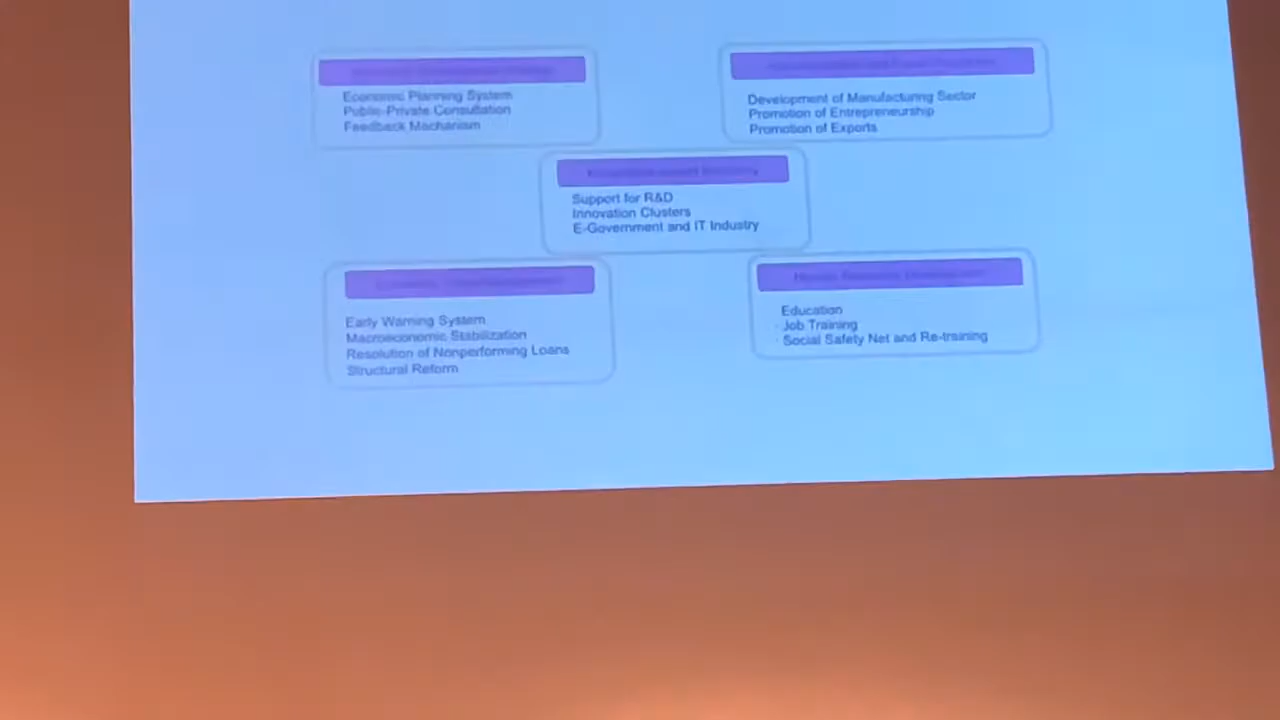 Economic Planning System
Public-Private Consultation
Feedback Mechanism
Development of Manufacturing Sector
Promotion of Entrepreneurship
Promotion of Exports
Support for R&D
Innovation Clusters
E-Government and IT Industry
Early Warning System
Macroeconomic Stabilization
Resolution of Nonperforming Loans
Structural Reform
Education
· Job Training
· Social Safety Net and Re-training